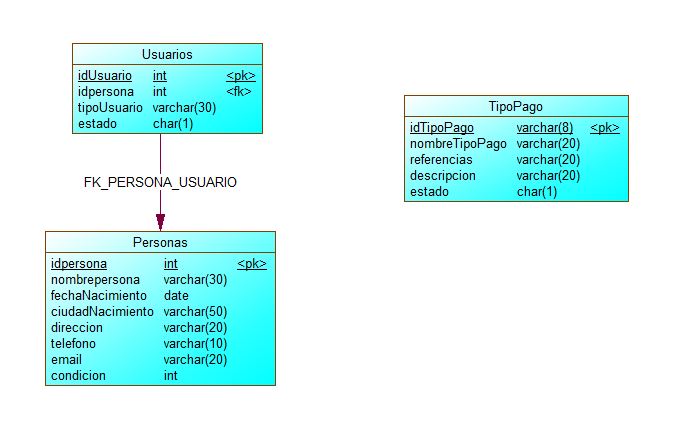 Usuarios
idUsuario int <pk>
idpersona int <fk>
tipoUsuario varchar(30)
estado char(1)
FK_PERSONA_USUARIO
Personas
idpersona int <pk>
nombrepersona varchar(30)
fechaNacimiento date
ciudadNacimiento varchar(50)
direccion varchar(20)
telefono varchar(10)
email varchar(20)
condicion int
TipoPago
idTipoPago varchar(8) <pk>
nombreTipoPago varchar(20)
referencias varchar(20)
descripcion varchar(20)
estado char(1)